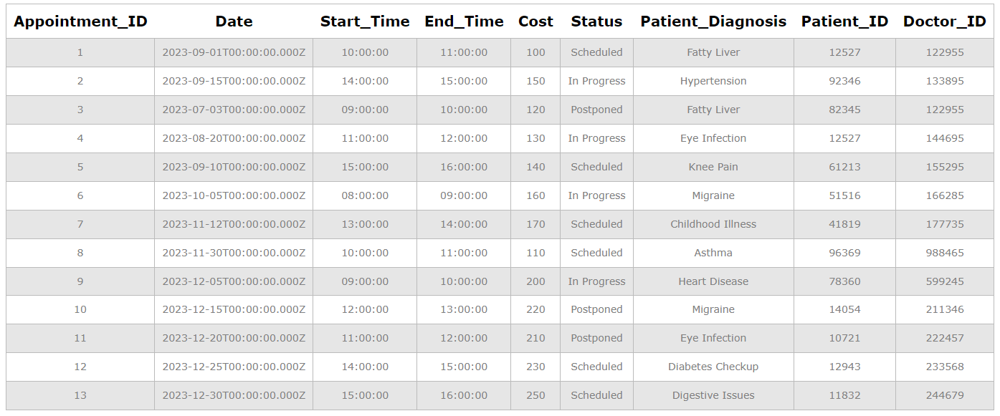 Appointment_ID Date Start_Time End_Time Cost Status Patient_Diagnosis Patient_ID Doctor_ID
1 2023-09-01T00:00:00.000Z 10:00:00 11:00:00 100 Scheduled Fatty Liver 12527 122955
2 2023-09-15T00:00:00.000Z 14:00:00 15:00:00 150 In Progress Hypertension 92346 133895
3 2023-07-03T00:00:00.000Z 09:00:00 10:00:00 120 Postponed Fatty Liver 82345 122955
4 2023-08-20T00:00:00.000Z 11:00:00 12:00:00 130 In Progress Eye Infection 12527 144695
5 2023-09-10T00:00:00.000Z 15:00:00 16:00:00 140 Scheduled Knee Pain 61213 155295
6 2023-10-05T00:00:00.000Z 08:00:00 09:00:00 160 In Progress Migraine 51516 166285
7 2023-11-12T00:00:00.000Z 13:00:00 14:00:00 170 Scheduled Childhood Illness 41819 177735
8 2023-11-30T00:00:00.000Z 10:00:00 11:00:00 110 Scheduled Asthma 96369 988465
9 2023-12-05T00:00:00.000Z 09:00:00 10:00:00 200 In Progress Heart Disease 78360 599245
10 2023-12-15T00:00:00.000Z 12:00:00 13:00:00 220 Postponed Migraine 14054 211346
11 2023-12-20T00:00:00.000Z 11:00:00 12:00:00 210 Postponed Eye Infection 10721 222457
12 2023-12-25T00:00:00.000Z 14:00:00 15:00:00 230 Scheduled Diabetes Checkup 12943 233568
13 2023-12-30T00:00:00.000Z 15:00:00 16:00:00 250 Scheduled Digestive Issues 11832 244679